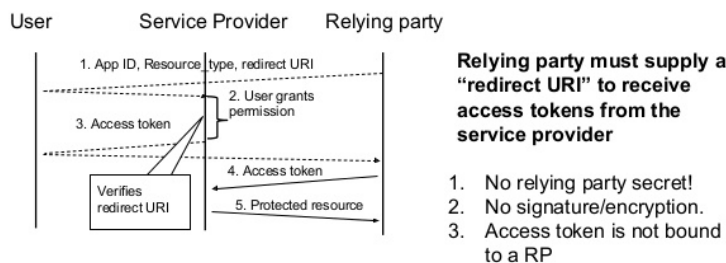 User Service Provider Relying party
1. App ID, Resource_type, redirect URI
2. User grants
permission
3. Access token
4. Access token
Verifies
redirect URI
5. Protected resource
Relying party must supply a
“redirect URI” to receive
access tokens from the
service provider
1. No relying party secret!
2. No signature/encryption.
3. Access token is not bound
to a RP